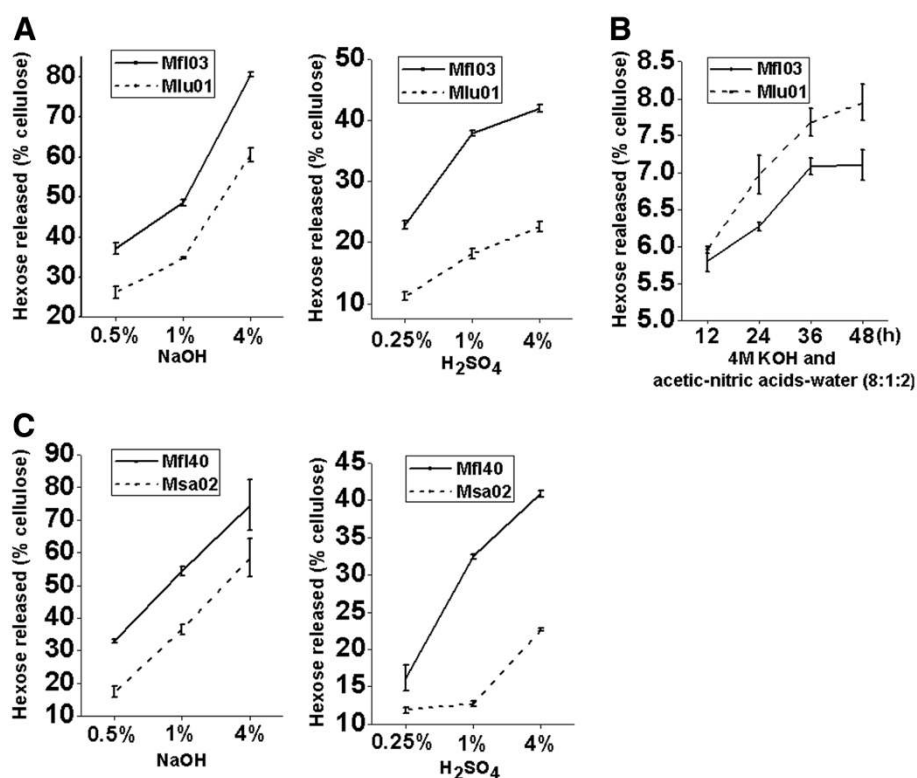 A
Hexose released (% cellulose)
80
70
60
50
40
30
20
Mfl03
Mlu01
0.5%
1%
4%
NaOH
Hexose released (% cellulose)
50
40
30
20
10
Mfl03
Mlu01
0.25%
1%
4%
H₂SO₄
B
Hexose realeased (% cellulose)
8.5
8.0
7.5
7.0
6.5
6.0
5.5
5.0
Mfl03
Mlu01
12
24
36
48(h)
4M KOH and
acetic-nitric acids-water (8:1:2)
C
Hexose released (% cellulose)
90
80
70
60
50
40
30
20
10
Mfl40
Msa02
0.5%
1%
4%
NaOH
Hexose released (% cellulose)
45
40
35
30
25
20
15
10
Mfl40
Msa02
0.25%
1%
4%
H₂SO₄